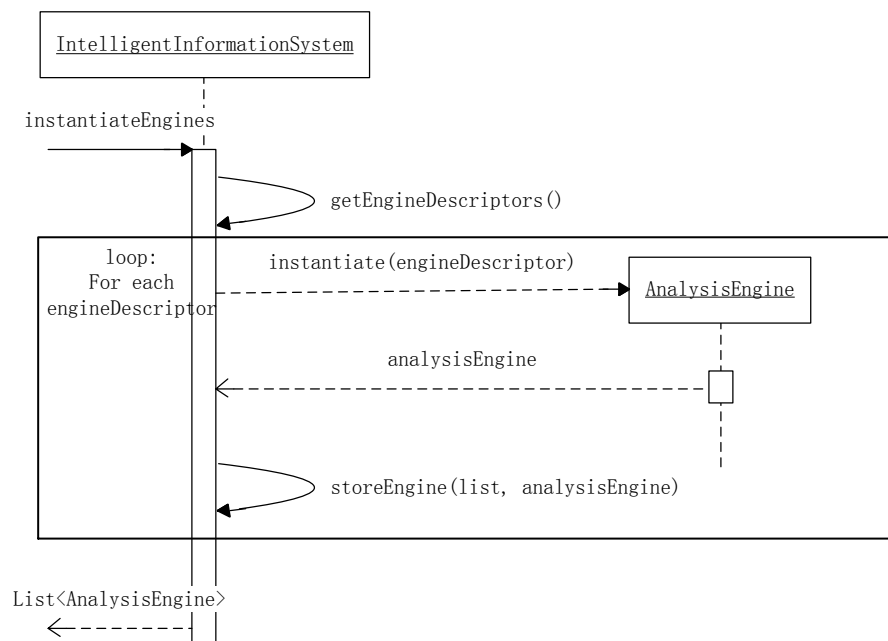 IntelligentInformationSystem
instantiateEngines
getEngineDescriptors()
loop:
For each
engineDescriptor
instantiate(engineDescriptor)
AnalysisEngine
analysisEngine
storeEngine(list, analysisEngine)
List<AnalysisEngine>